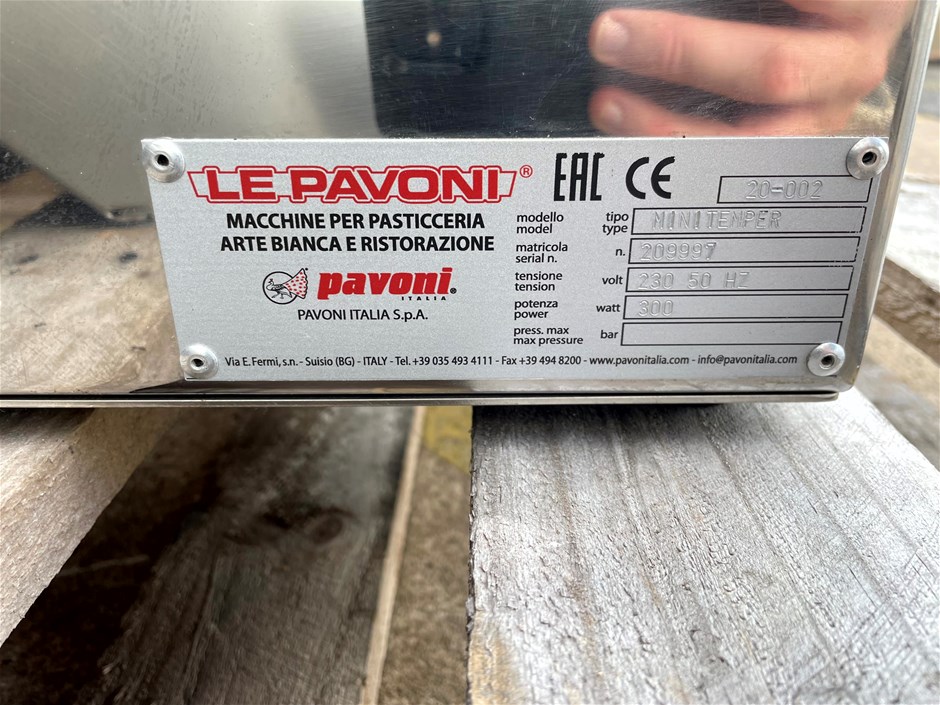 LE PAVONI®
MACCHINE PER PASTICCERIA
ARTE BIANCA E RISTORAZIONE
pavoni®
ITALIA
PAVONI ITALIA S.p.A.
EAC CE 20-002
modello tipo
model type MINITEMPER
matricola
serial n. n. 209997
tensione
tension volt 230 50 HZ
potenza
power watt 300
press. max
max pressure bar
Via E. Fermi, s.n. - Suisio (BG) - ITALY - Tel. +39 035 493 4111 - Fax +39 494 8200 - www.pavonitalia.com - info@pavonitalia.com